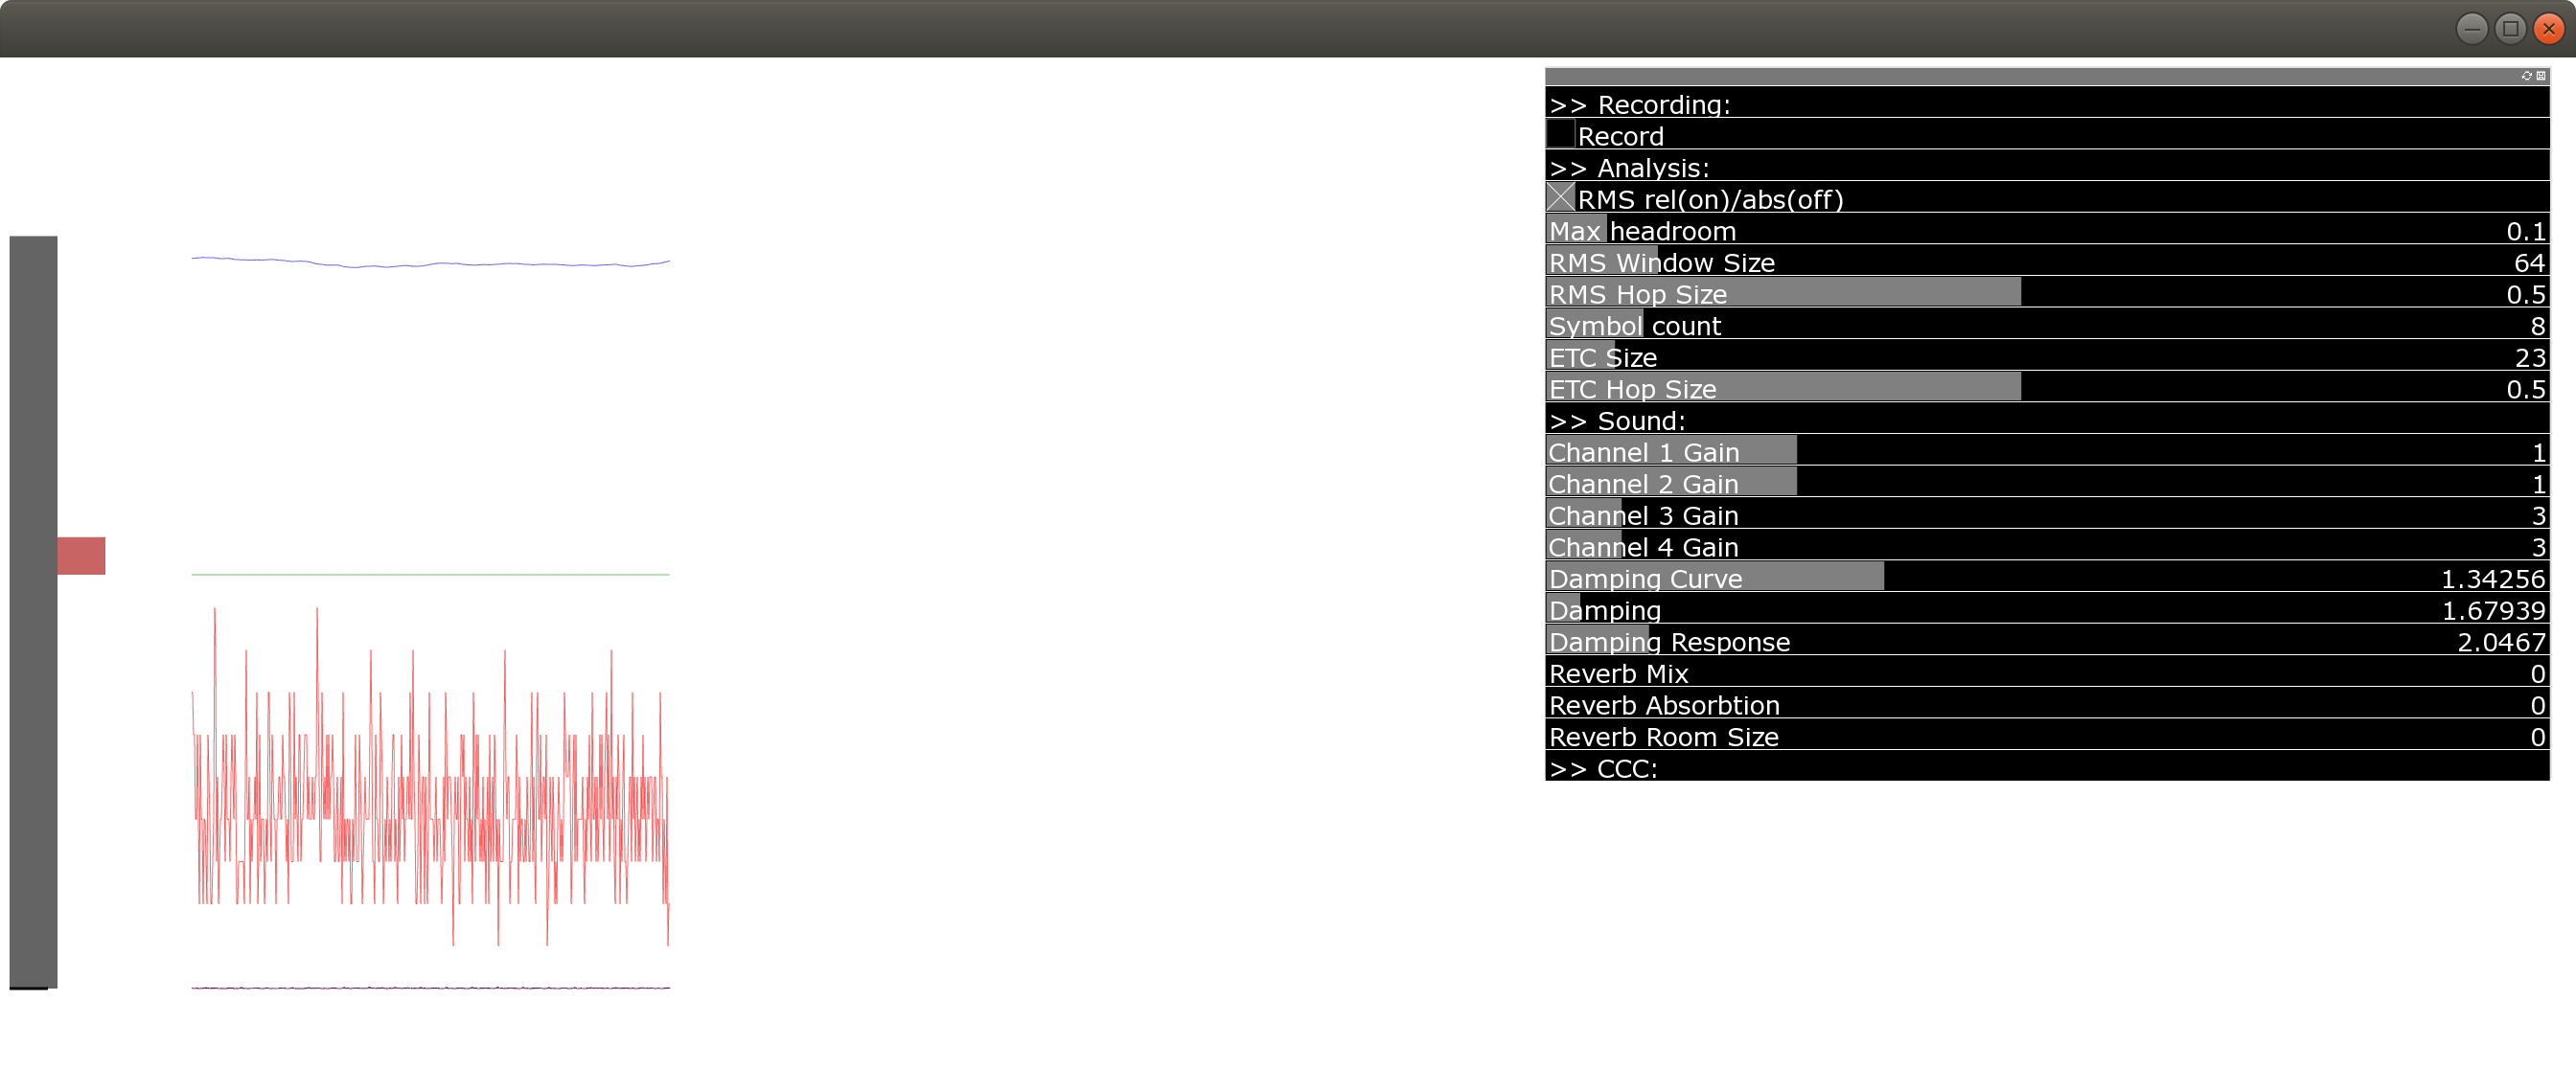 >> Recording:
Record
>> Analysis:
RMS rel(on)/abs(off)
Max headroom 0.1
RMS Window Size 64
RMS Hop Size 0.5
Symbol count 8
ETC Size 23
ETC Hop Size 0.5
>> Sound:
Channel 1 Gain 1
Channel 2 Gain 1
Channel 3 Gain 3
Channel 4 Gain 3
Damping Curve 1.34256
Damping 1.67939
Damping Response 2.0467
Reverb Mix 0
Reverb Absorbtion 0
Reverb Room Size 0
>> CCC: